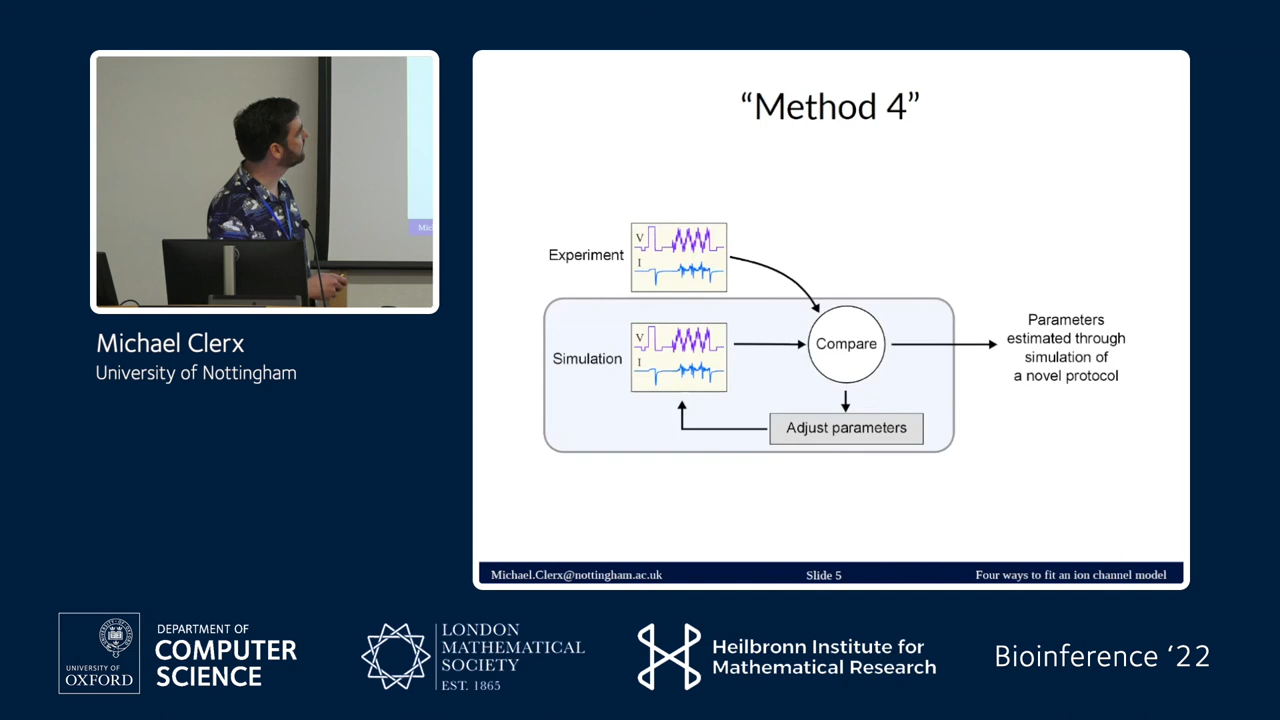 “Method 4”
Experiment
V
I
Simulation
V
I
Compare
Adjust parameters
Parameters
estimated through
simulation of
a novel protocol
Michael.Clerx@nottingham.ac.uk
Slide 5
Four ways to fit an ion channel model
Mic
Michael Clerx
University of Nottingham
UNIVERSITY OF
OXFORD
DEPARTMENT OF
COMPUTER
SCIENCE
LONDON
MATHEMATICAL
SOCIETY
EST. 1865
Heilbronn Institute for
Mathematical Research
Bioinference ‘22